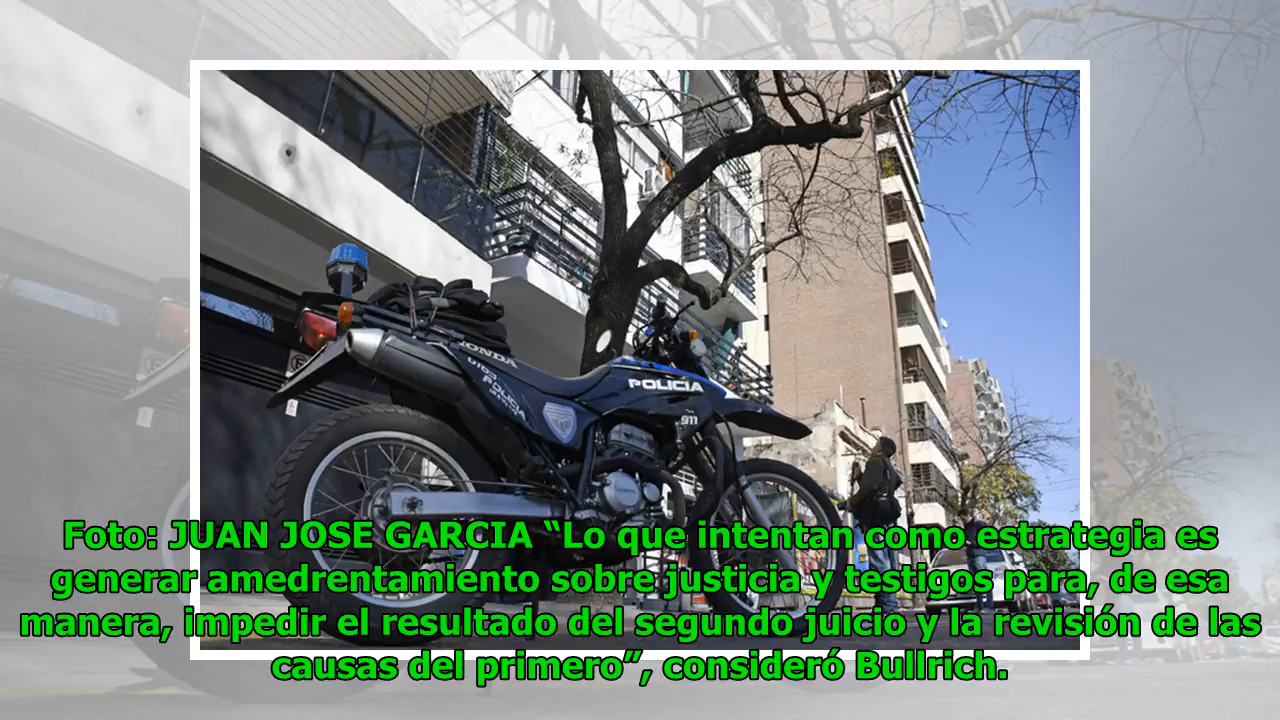 HONDA
POLICIA
POLICIA
911
Foto: JUAN JOSE GARCIA “Lo que intentan como estrategia es
generar amedrentamiento sobre justicia y testigos para, de esa
manera, impedir el resultado del segundo juicio y la revisión de las
causas del primero”, consideró Bullrich.